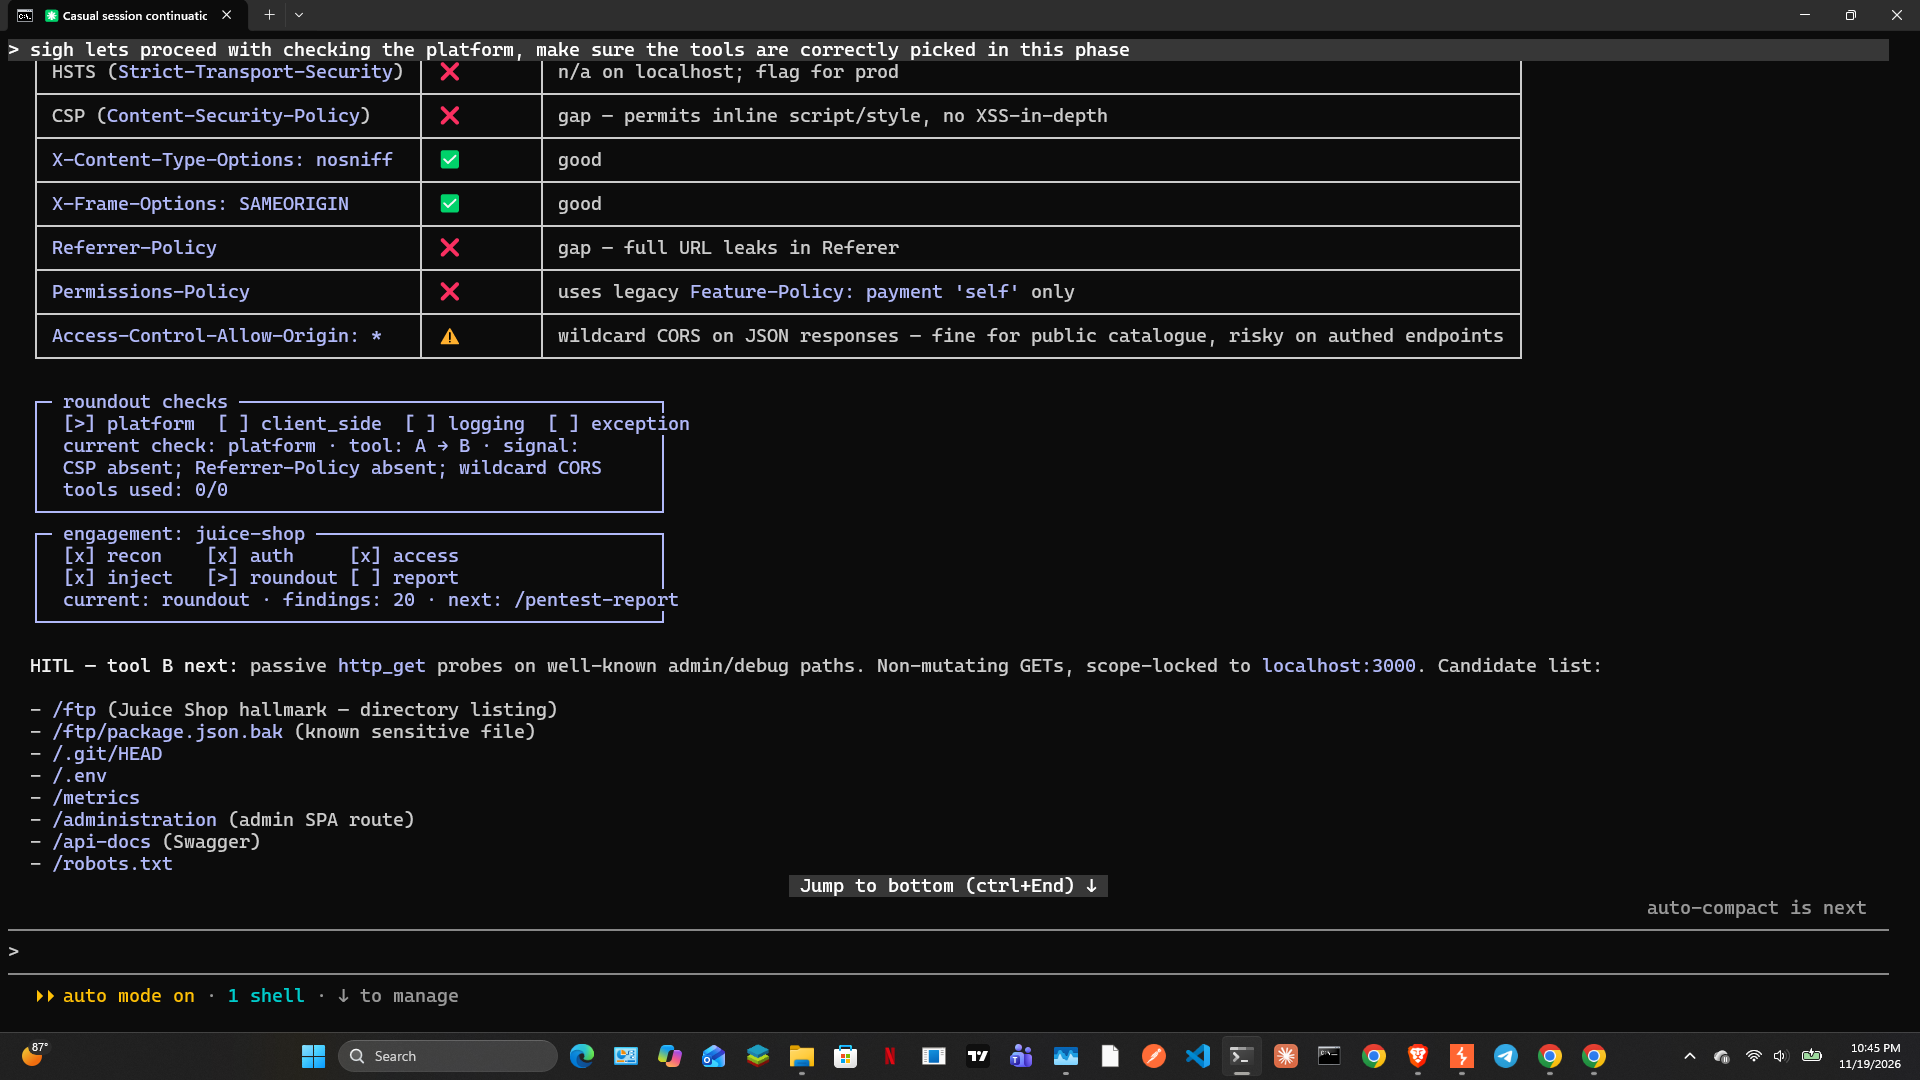 Casual session continuatic
> sigh lets proceed with checking the platform, make sure the tools are correctly picked in this phase
HSTS (Strict-Transport-Security) ❌ n/a on localhost; flag for prod
CSP (Content-Security-Policy) ❌ gap — permits inline script/style, no XSS-in-depth
X-Content-Type-Options: nosniff ✅ good
X-Frame-Options: SAMEORIGIN ✅ good
Referrer-Policy ❌ gap — full URL leaks in Referer
Permissions-Policy ❌ uses legacy Feature-Policy: payment 'self' only
Access-Control-Allow-Origin: * ⚠ wildcard CORS on JSON responses — fine for public catalogue, risky on authed endpoints
roundout checks
[>] platform [ ] client_side [ ] logging [ ] exception
current check: platform · tool: A → B · signal:
CSP absent; Referrer-Policy absent; wildcard CORS
tools used: 0/0
engagement: juice-shop
[x] recon [x] auth [x] access
[x] inject [>] roundout [ ] report
current: roundout · findings: 20 · next: /pentest-report
HITL — tool B next: passive http_get probes on well-known admin/debug paths. Non-mutating GETs, scope-locked to localhost:3000. Candidate list:
- /ftp (Juice Shop hallmark — directory listing)
- /ftp/package.json.bak (known sensitive file)
- /.git/HEAD
- /.env
- /metrics
- /administration (admin SPA route)
- /api-docs (Swagger)
- /robots.txt
Jump to bottom (ctrl+End) ↓
auto-compact is next
>
⏵⏵ auto mode on · 1 shell · ↓ to manage
87°
Search
10:45 PM
11/19/2026